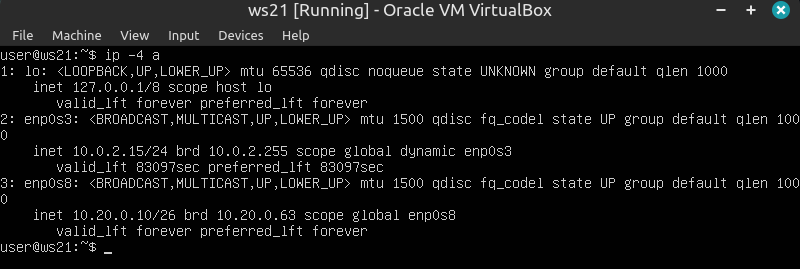 ws21 [Running] - Oracle VM VirtualBox
File Machine View Input Devices Help
user@ws21:~$ ip -4 a
1: lo: <LOOPBACK,UP,LOWER_UP> mtu 65536 qdisc noqueue state UNKNOWN group default qlen 1000
    inet 127.0.0.1/8 scope host lo
       valid_lft forever preferred_lft forever
2: enp0s3: <BROADCAST,MULTICAST,UP,LOWER_UP> mtu 1500 qdisc fq_codel state UP group default qlen 100
0
    inet 10.0.2.15/24 brd 10.0.2.255 scope global dynamic enp0s3
       valid_lft 83097sec preferred_lft 83097sec
3: enp0s8: <BROADCAST,MULTICAST,UP,LOWER_UP> mtu 1500 qdisc fq_codel state UP group default qlen 100
0
    inet 10.20.0.10/26 brd 10.20.0.63 scope global enp0s8
       valid_lft forever preferred_lft forever
user@ws21:~$ _